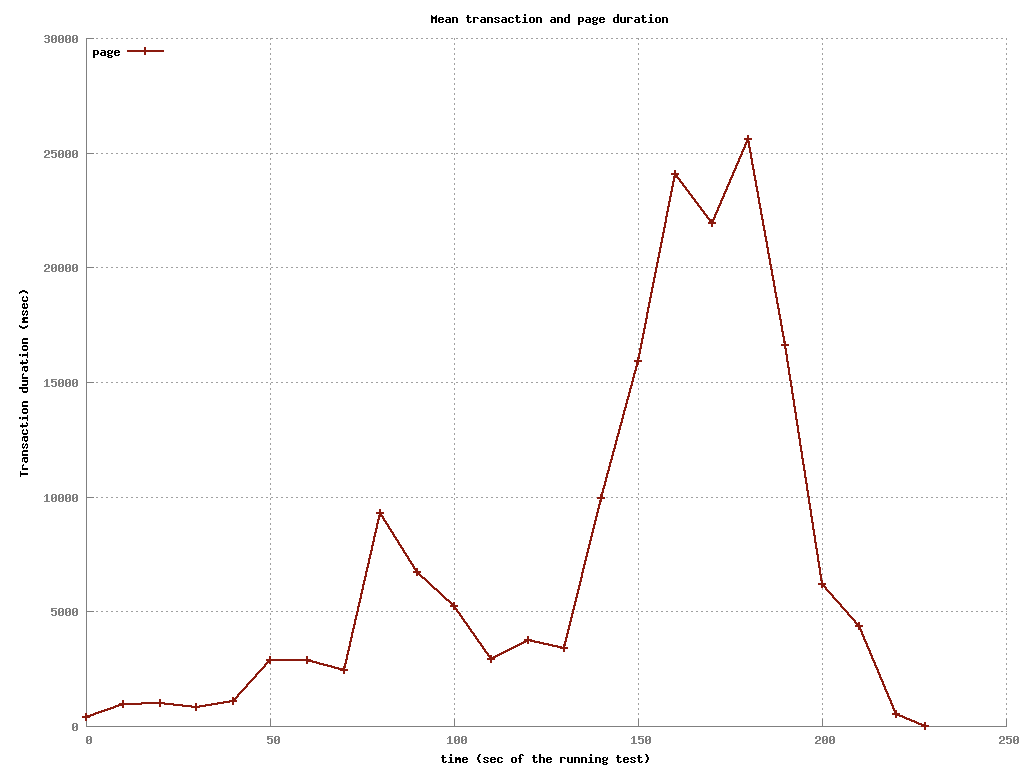 Mean transaction and page duration
30000
page
25000
20000
15000
10000
5000
0
Transaction duration (msec)
0 50 100 150 200 250
time (sec of the running test)